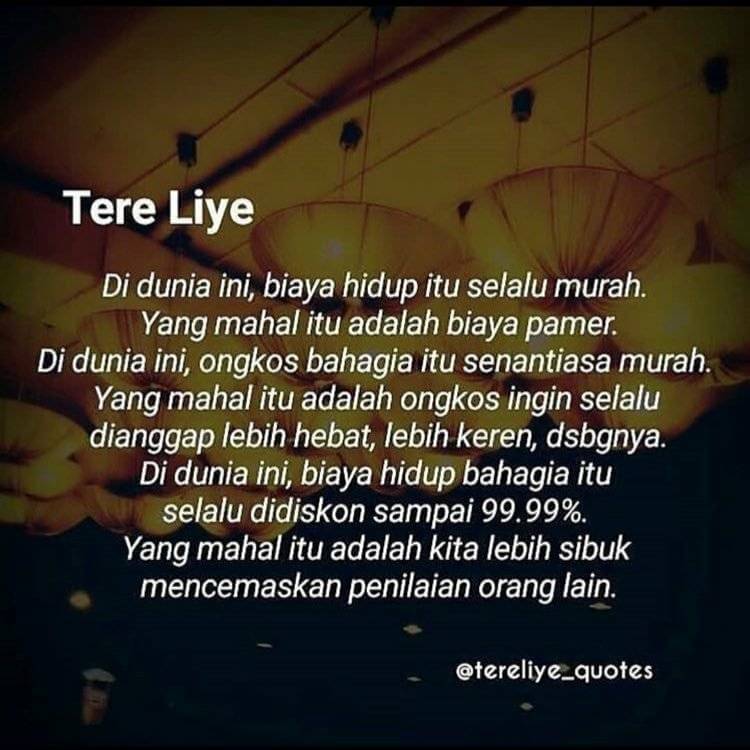 Tere Liye
Di dunia ini, biaya hidup itu selalu murah.
Yang mahal itu adalah biaya pamer.
Di dunia ini, ongkos bahagia itu senantiasa murah.
Yang mahal itu adalah ongkos ingin selalu
dianggap lebih hebat, lebih keren, dsbgnya.
Di dunia ini, biaya hidup bahagia itu
selalu didiskon sampai 99.99%.
Yang mahal itu adalah kita lebih sibuk
mencemaskan penilaian orang lain.
@tereliye_quotes